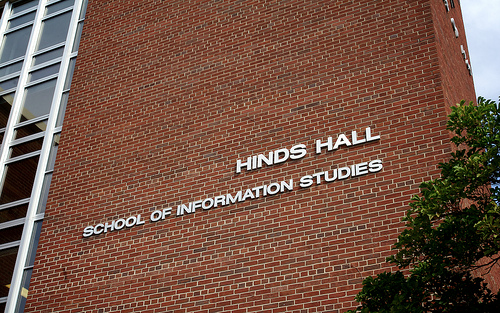 HINDS HALL
SCHOOL OF INFORMATION STUDIES